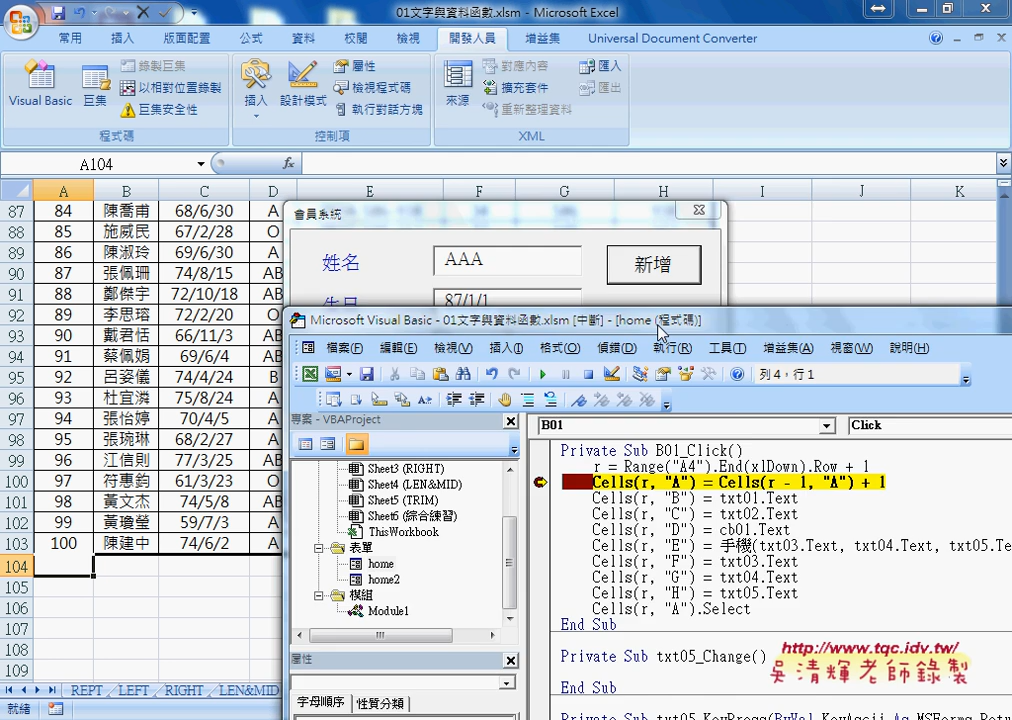 01文字與資料函數.xlsm - Microsoft Excel
常用 插入 版面配置 公式 資料 校閱 檢視 開發人員 增益集 Universal Document Converter
Visual Basic 巨集 錄製巨集 以相對位置錄製 巨集安全性 程式碼
插入 設計模式 屬性 檢視程式碼 執行對話方塊 控制項
來源 對應內容 擴充套件 重新整理資料 匯入 匯出 XML
A104 fx
A B C D E F G H I J K
87 84 陳喬甫 68/6/30 A
88 85 施威民 67/2/28 O
89 86 陳淑玲 69/6/30 A
90 87 張佩珊 74/8/15 AB
91 88 鄭傑宇 72/10/18 AB
92 89 李思瑢 72/2/20 O
93 90 戴君恬 66/11/3 AB
94 91 蔡佩娟 69/6/4 AB
95 92 呂姿儀 74/4/24 B
96 93 杜宜漪 75/8/24 A
97 94 張怡婷 70/4/5 A
98 95 張琬琳 68/2/27 A
99 96 江信則 77/3/25 AB
100 97 符惠鈞 61/3/23 O
101 98 黃文杰 74/5/8 AB
102 99 黃瓊瑩 59/7/3 A
103 100 陳建中 74/6/2 A
104
105
106
107
108
109
REPT LEFT RIGHT LEN&MID
就緒
會員系統
姓名 AAA 新增
生日 87/1/1
Microsoft Visual Basic - 01文字與資料函數.xlsm [中斷] - [home (程式碼)]
檔案(F) 編輯(E) 檢視(V) 插入(I) 格式(O) 偵錯(D) 執行(R) 工具(T) 增益集(A) 視窗(W) 說明(H)
列 4，行 1
專案 - VBAProject
Sheet3 (RIGHT)
Sheet4 (LEN&MID)
Sheet5 (TRIM)
Sheet6 (綜合練習)
ThisWorkbook
表單
home
home2
模組
Module1
屬性
字母順序 性質分類
B01 Click
Private Sub B01_Click()
r = Range("A4").End(xlDown).Row + 1
Cells(r, "A") = Cells(r - 1, "A") + 1
Cells(r, "B") = txt01.Text
Cells(r, "C") = txt02.Text
Cells(r, "D") = cb01.Text
Cells(r, "E") = 手機(txt03.Text, txt04.Text, txt05.Te
Cells(r, "F") = txt03.Text
Cells(r, "G") = txt04.Text
Cells(r, "H") = txt05.Text
Cells(r, "A").Select
End Sub
Private Sub txt05_Change()
End Sub
Private Sub txt05_KeyPress(ByVal KeyAscii As MSForms.Return
http://www.tqc.idv.tw/
吳清輝老師錄製